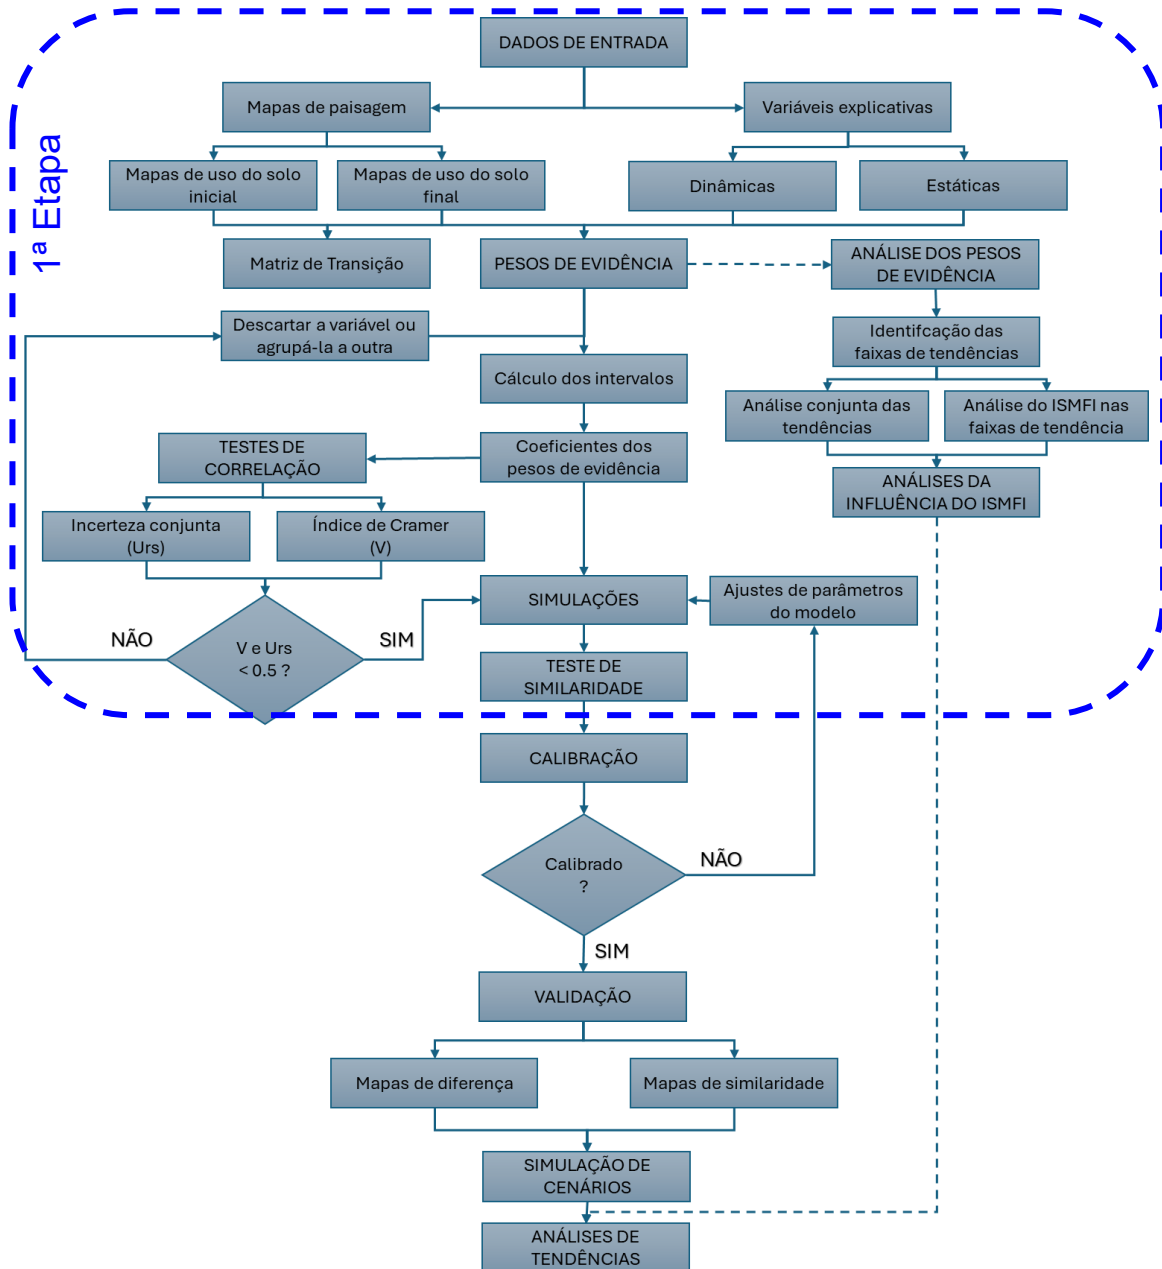 DADOS DE ENTRADA
Mapas de paisagem
Variáveis explicativas
1ª Etapa
Mapas de uso do solo
inicial
Mapas de uso do solo
final
Dinâmicas
Estáticas
Matriz de Transição
PESOS DE EVIDÊNCIA
ANÁLISE DOS PESOS
DE EVIDÊNCIA
Descartar a variável ou
agrupá-la a outra
Identifcação das
faixas de tendências
Cálculo dos intervalos
Análise conjunta das
tendências
Análise do ISMFI nas
faixas de tendência
TESTES DE
CORRELAÇÃO
Coeficientes dos
pesos de evidência
ANÁLISES DA
INFLUÊNCIA DO ISMFI
Incerteza conjunta
(Urs)
Índice de Cramer
(V)
SIMULAÇÕES
Ajustes de parâmetros
do modelo
NÃO
V e Urs
< 0.5 ?
SIM
TESTE DE
SIMILARIDADE
CALIBRAÇÃO
Calibrado
?
NÃO
SIM
VALIDAÇÃO
Mapas de diferença
Mapas de similaridade
SIMULAÇÃO DE
CENÁRIOS
ANÁLISES DE
TENDÊNCIAS